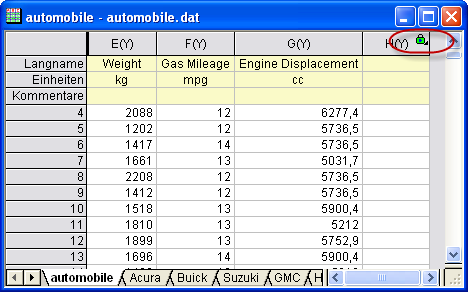 automobile - automobile.dat
E(Y) F(Y) G(Y) H(Y)
Langname Weight Gas Mileage Engine Displacement
Einheiten kg mpg cc
Kommentare
4 2088 12 6277,4
5 1202 12 5736,5
6 1417 14 5736,5
7 1661 13 5031,7
8 2208 12 5736,5
9 1412 12 5736,5
10 1518 13 5900,4
11 1810 13 5212
12 1899 13 5752,9
13 1696 14 5900,4
automobile Acura Buick Suzuki GMC H